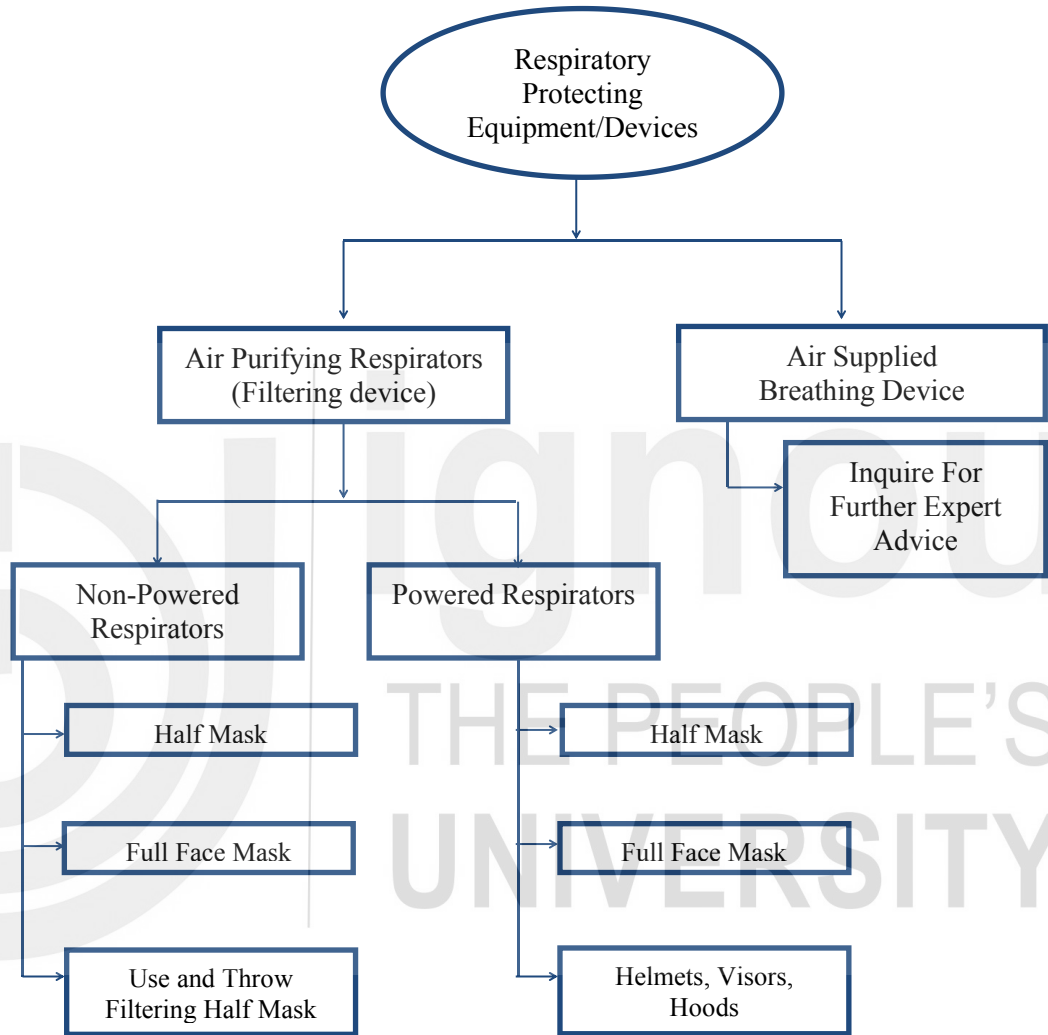 Respiratory
Protecting
Equipment/Devices
Air Purifying Respirators
(Filtering device)
Air Supplied
Breathing Device
Inquire For
Further Expert
Advice
Non-Powered
Respirators
Powered Respirators
Half Mask
Half Mask
Full Face Mask
Full Face Mask
Use and Throw
Filtering Half Mask
Helmets, Visors,
Hoods
ignou
THE PEOPLE'S
UNIVERSITY